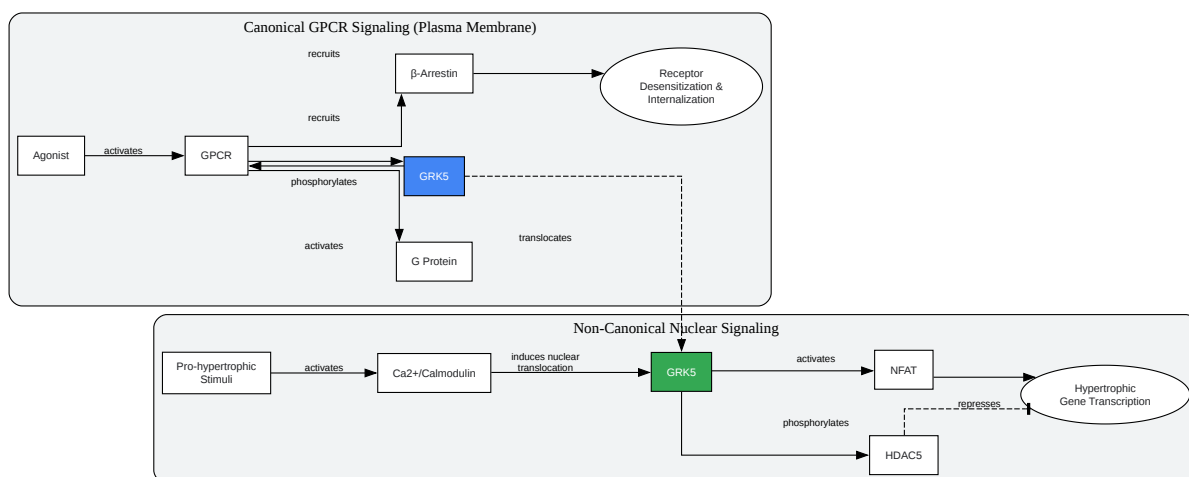 Canonical GPCR Signaling (Plasma Membrane)
recruits
β-Arrestin
Receptor
Desensitization &
Internalization
recruits
Agonist
activates
GPCR
GRK5
phosphorylates
activates
translocates
G Protein
Non-Canonical Nuclear Signaling
Pro-hypertrophic
Stimuli
activates
Ca2+/Calmodulin
induces nuclear
translocation
GRK5
activates
NFAT
Hypertrophic
Gene Transcription
represses
phosphorylates
HDAC5